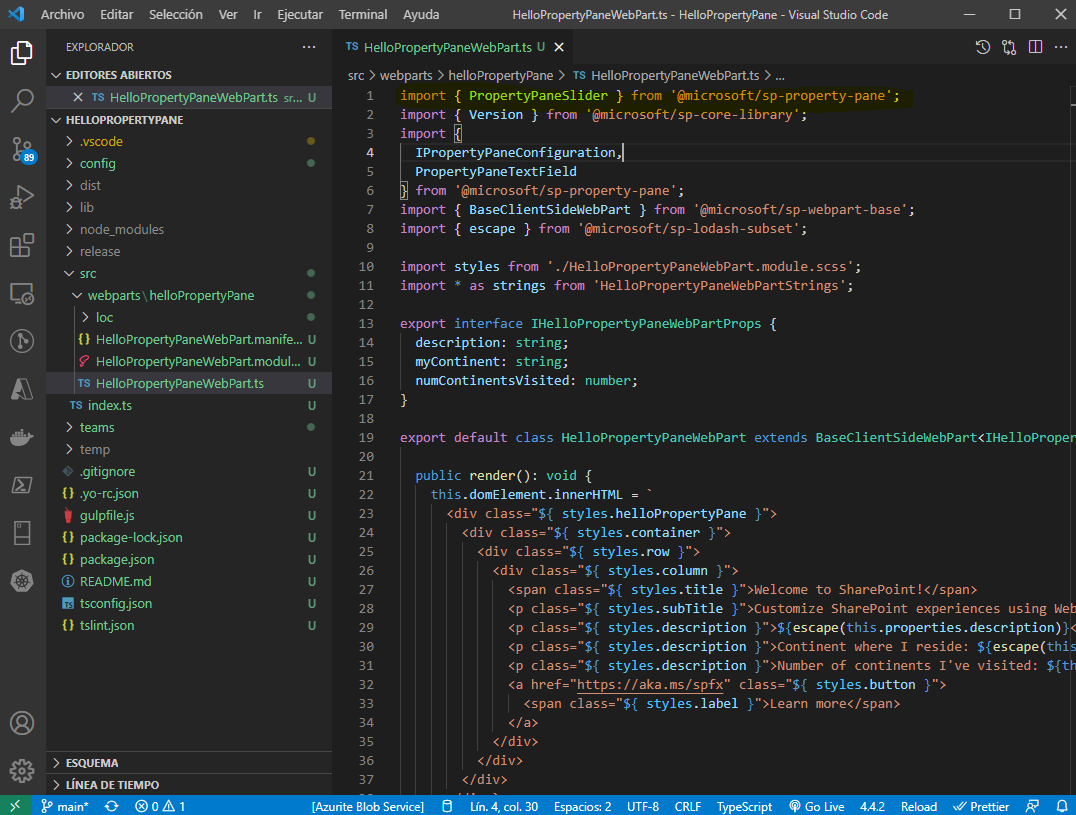 Archivo Editar Selección Ver Ir Ejecutar Terminal Ayuda HelloPropertyPaneWebPart.ts - HelloPropertyPane - Visual Studio Code
EXPLORADOR
EDITORES ABIERTOS
TS HelloPropertyPaneWebPart.ts src... U
HELLOPROPERTYPANE
.vscode
config
dist
lib
node_modules
release
src
webparts\helloPropertyPane
loc
{} HelloPropertyPaneWebPart.manife... U
HelloPropertyPaneWebPart.modul... U
TS HelloPropertyPaneWebPart.ts U
TS index.ts U
teams
temp
.gitignore U
{} .yo-rc.json U
gulpfile.js U
{} package-lock.json U
{} package.json U
README.md U
TS tsconfig.json U
{} tslint.json U
ESQUEMA
LÍNEA DE TIEMPO
89
TS HelloPropertyPaneWebPart.ts U
src > webparts > helloPropertyPane > TS HelloPropertyPaneWebPart.ts > ...
1 import { PropertyPaneSlider } from '@microsoft/sp-property-pane';
2 import { Version } from '@microsoft/sp-core-library';
3 import {
4 IPropertyPaneConfiguration,
5 PropertyPaneTextField
6 } from '@microsoft/sp-property-pane';
7 import { BaseClientSideWebPart } from '@microsoft/sp-webpart-base';
8 import { escape } from '@microsoft/sp-lodash-subset';
9
10 import styles from './HelloPropertyPaneWebPart.module.scss';
11 import * as strings from 'HelloPropertyPaneWebPartStrings';
12
13 export interface IHelloPropertyPaneWebPartProps {
14 description: string;
15 myContinent: string;
16 numContinentsVisited: number;
17 }
18
19 export default class HelloPropertyPaneWebPart extends BaseClientSideWebPart<IHelloProper
20
21 public render(): void {
22 this.domElement.innerHTML = `
23 <div class="${ styles.helloPropertyPane }">
24 <div class="${ styles.container }">
25 <div class="${ styles.row }">
26 <div class="${ styles.column }">
27 <span class="${ styles.title }">Welcome to SharePoint!</span>
28 <p class="${ styles.subTitle }">Customize SharePoint experiences using Web
29 <p class="${ styles.description }">${escape(this.properties.description)}<
30 <p class="${ styles.description }">Continent where I reside: ${escape(this
31 <p class="${ styles.description }">Number of continents I've visited: ${th
32 <a href="https://aka.ms/spfx" class="${ styles.button }">
33 <span class="${ styles.label }">Learn more</span>
34 </a>
35 </div>
36 </div>
37 </div>
main* 0 1 [Azurite Blob Service] Lín. 4, col. 30 Espacios: 2 UTF-8 CRLF TypeScript Go Live 4.4.2 Reload Prettier